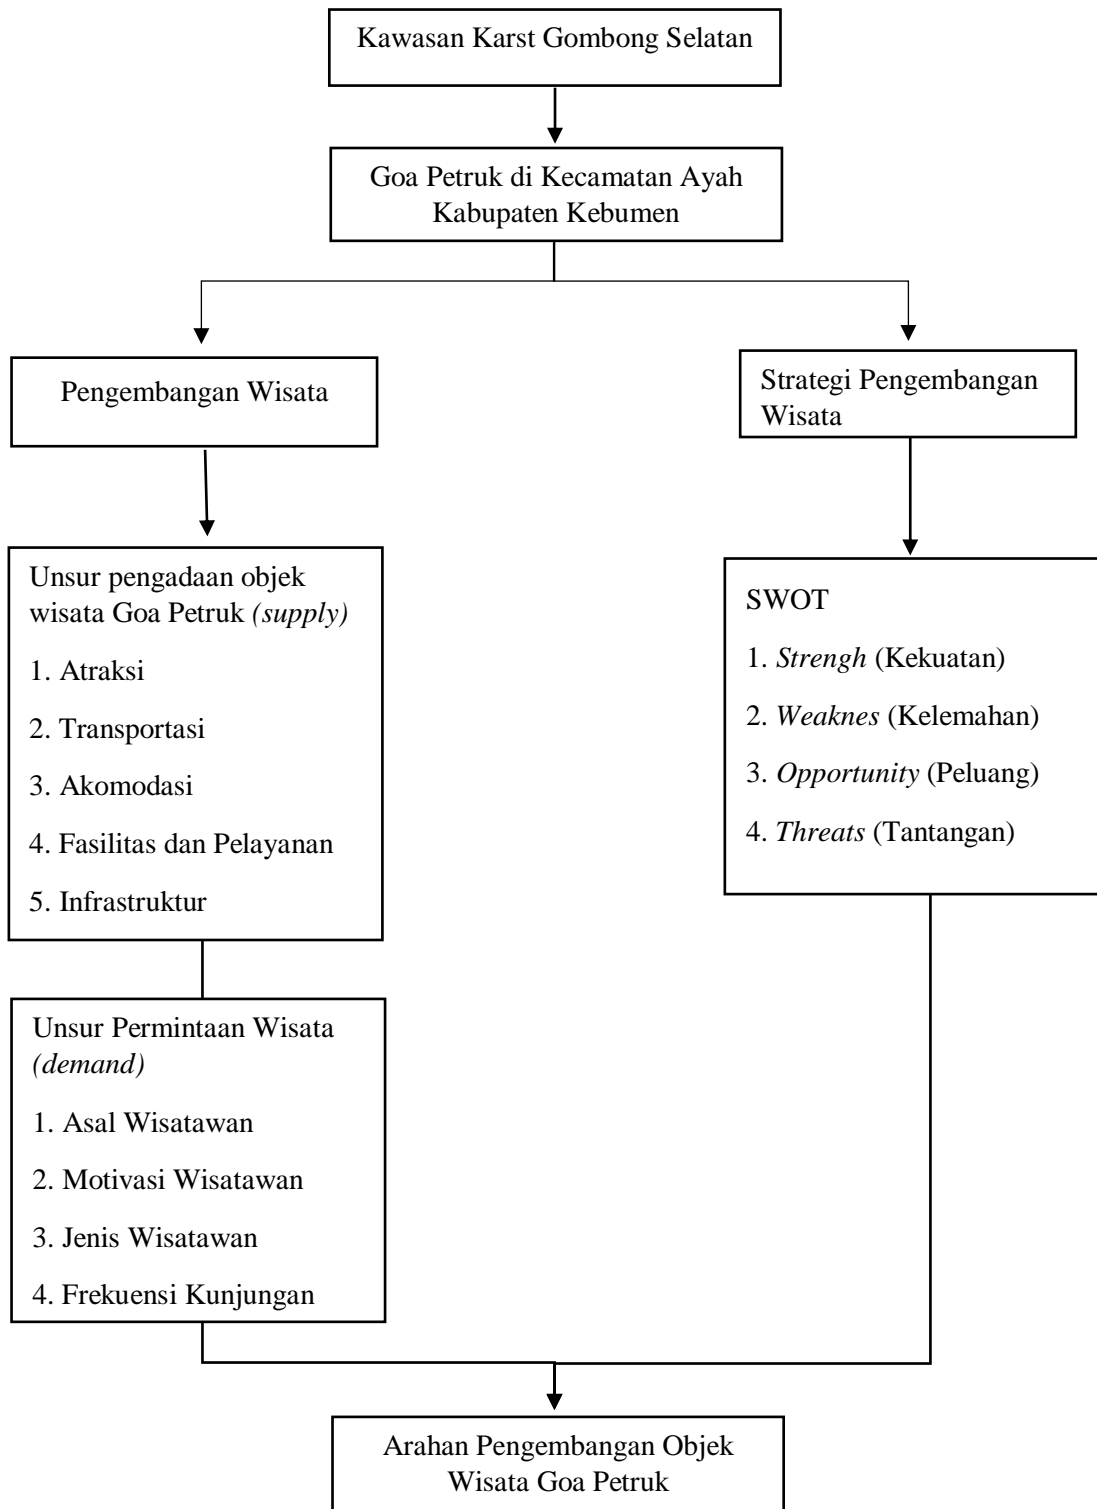 Kawasan Karst Gombong Selatan
Goa Petruk di Kecamatan Ayah
Kabupaten Kebumen
Pengembangan Wisata
Strategi Pengembangan
Wisata
Unsur pengadaan objek
wisata Goa Petruk (supply)
1. Atraksi
2. Transportasi
3. Akomodasi
4. Fasilitas dan Pelayanan
5. Infrastruktur
SWOT
1. Strengh (Kekuatan)
2. Weaknes (Kelemahan)
3. Opportunity (Peluang)
4. Threats (Tantangan)
Unsur Permintaan Wisata
(demand)
1. Asal Wisatawan
2. Motivasi Wisatawan
3. Jenis Wisatawan
4. Frekuensi Kunjungan
Arahan Pengembangan Objek
Wisata Goa Petruk